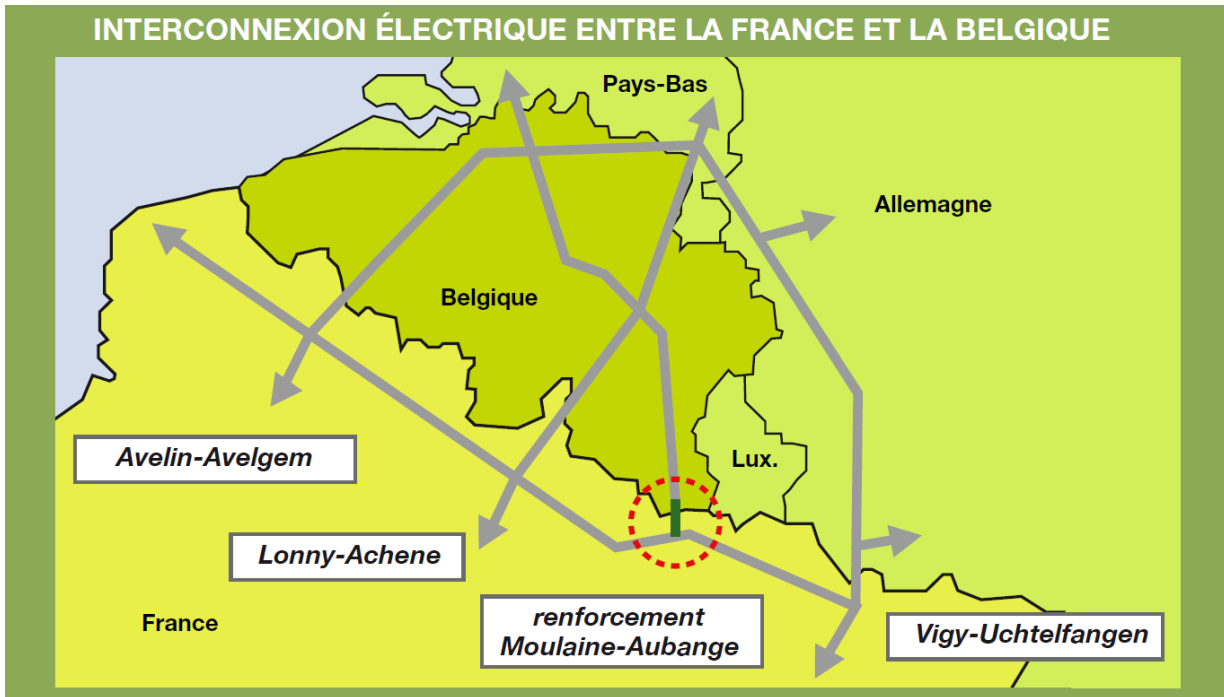 INTERCONNEXION ÉLECTRIQUE ENTRE LA FRANCE ET LA BELGIQUE
Pays-Bas
Allemagne
Belgique
Avelin-Avelgem
Lux.
Lonny-Achene
France
renforcement
Moulaine-Aubange
Vigy-Uchtelfangen